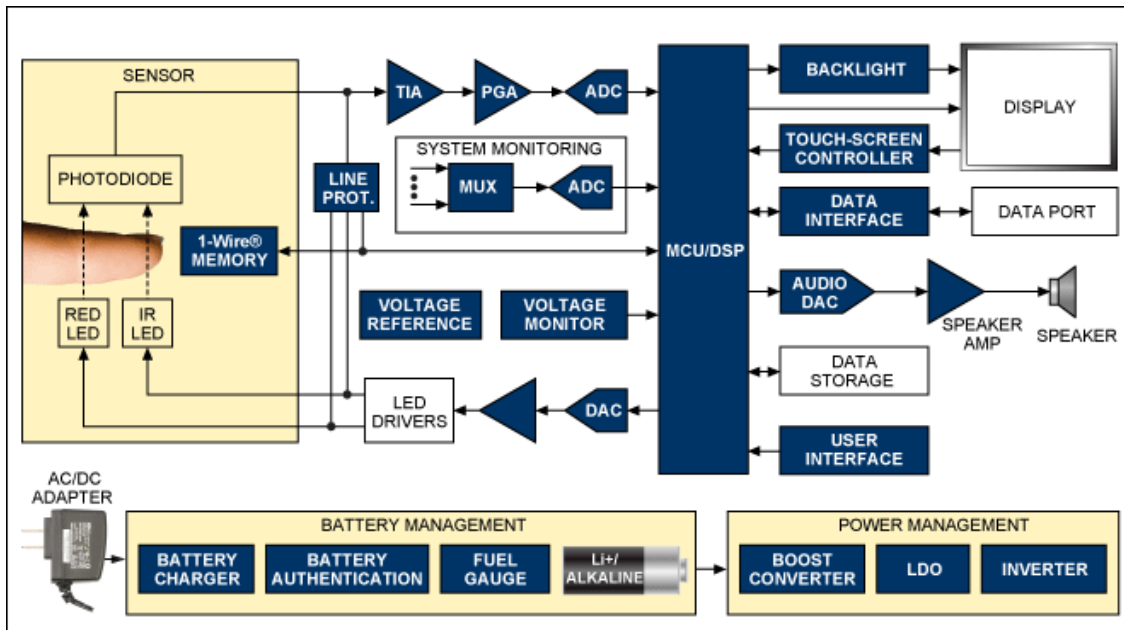 SENSOR
PHOTODIODE
1-Wire®
MEMORY
RED
LED
IR
LED
LINE
PROT.
TIA
PGA
ADC
SYSTEM MONITORING
MUX
ADC
VOLTAGE
REFERENCE
VOLTAGE
MONITOR
LED
DRIVERS
DAC
MCU/DSP
BACKLIGHT
DISPLAY
TOUCH-SCREEN
CONTROLLER
DATA
INTERFACE
DATA PORT
AUDIO
DAC
SPEAKER
AMP
SPEAKER
DATA
STORAGE
USER
INTERFACE
AC/DC
ADAPTER
BATTERY MANAGEMENT
BATTERY
CHARGER
BATTERY
AUTHENTICATION
FUEL
GAUGE
Li+/
ALKALINE
POWER MANAGEMENT
BOOST
CONVERTER
LDO
INVERTER